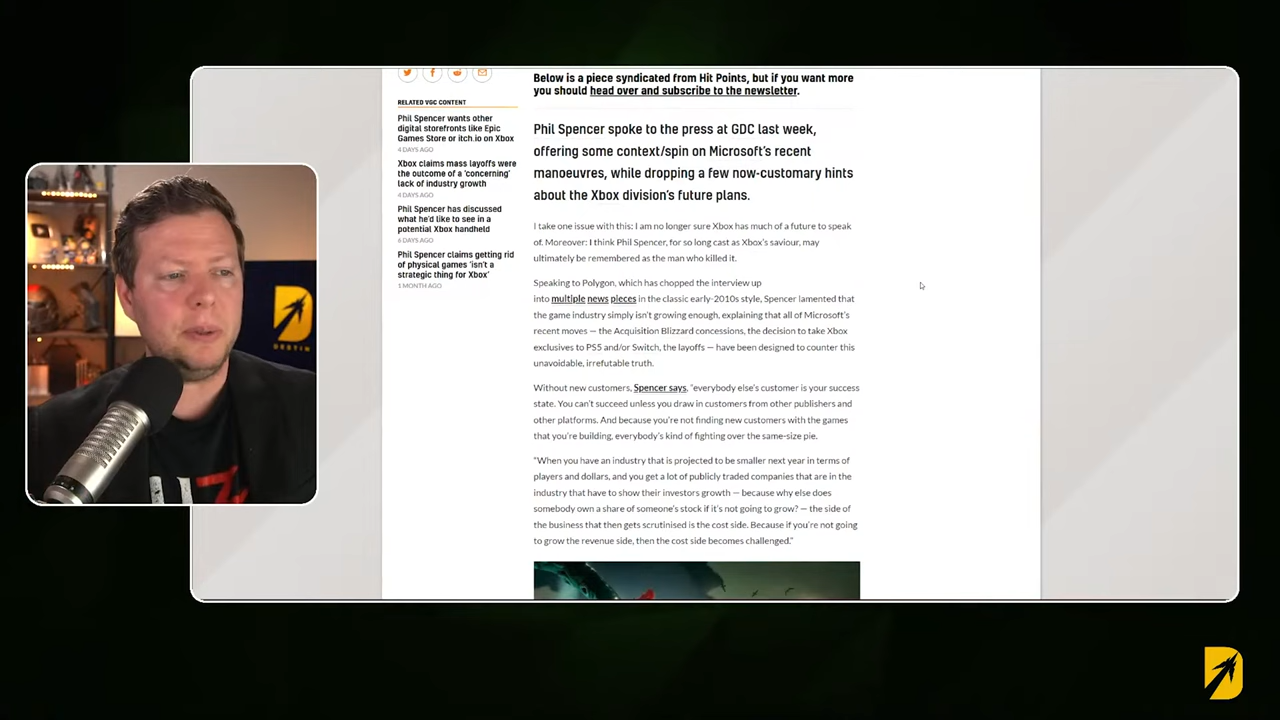 Below is a piece syndicated from Hit Points, but if you want more
you should head over and subscribe to the newsletter.
RELATED VGC CONTENT
Phil Spencer wants other
digital storefronts like Epic
Games Store or itch.io on Xbox
4 DAYS AGO
Xbox claims mass layoffs were
the outcome of a ‘concerning’
lack of industry growth
4 DAYS AGO
Phil Spencer has discussed
what he’d like to see in a
potential Xbox handheld
6 DAYS AGO
Phil Spencer claims getting rid
of physical games ‘isn’t a
strategic thing for Xbox’
1 MONTH AGO
Phil Spencer spoke to the press at GDC last week,
offering some context/spin on Microsoft’s recent
manoeuvres, while dropping a few now-customary hints
about the Xbox division’s future plans.
I take one issue with this: I am no longer sure Xbox has much of a future to speak
of. Moreover: I think Phil Spencer, for so long cast as Xbox’s saviour, may
ultimately be remembered as the man who killed it.
Speaking to Polygon, which has chopped the interview up
into multiple news pieces in the classic early-2010s style, Spencer lamented that
the game industry simply isn’t growing enough, explaining that all of Microsoft’s
recent moves — the Acquisition Blizzard concessions, the decision to take Xbox
exclusives to PS5 and/or Switch, the layoffs — have been designed to counter this
unavoidable, irrefutable truth.
Without new customers, Spencer says, “everybody else’s customer is your success
state. You can’t succeed unless you draw in customers from other publishers and
other platforms. And because you’re not finding new customers with the games
that you’re building, everybody’s kind of fighting over the same-size pie.
“When you have an industry that is projected to be smaller next year in terms of
players and dollars, and you get a lot of publicly traded companies that are in the
industry that have to show their investors growth — because why else does
somebody own a share of someone’s stock if it’s not going to grow? — the side of
the business that then gets scrutinised is the cost side. Because if you’re not going
to grow the revenue side, then the cost side becomes challenged.”